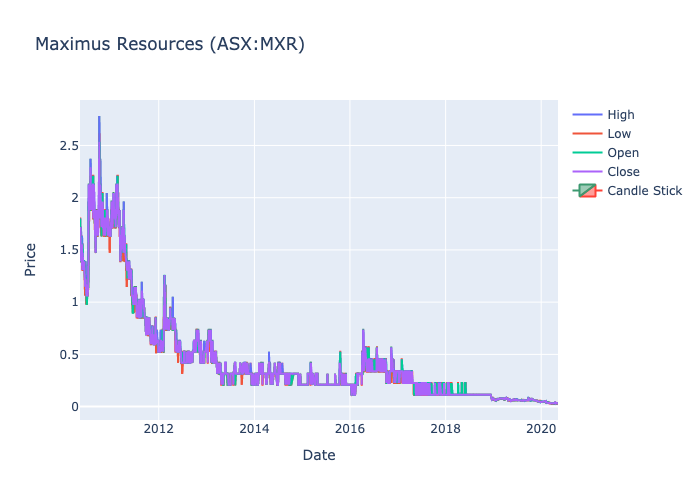 Maximus Resources (ASX:MXR)
High
Low
Open
Close
Candle Stick
Price
2.5
2
1.5
1
0.5
0
2012
2014
2016
2018
2020
Date